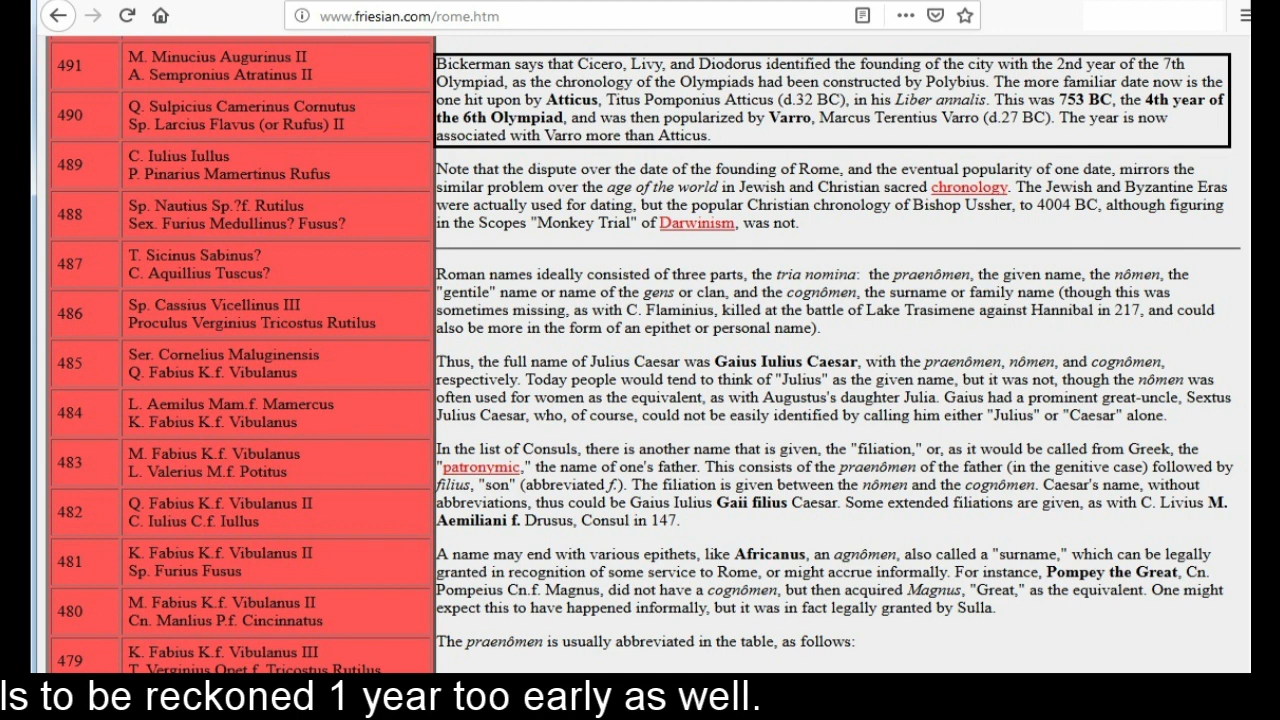 www.friesian.com/rome.htm
491
M. Minucius Augurinus II
A. Sempronius Atratinus II
490
Q. Sulpicius Camerinus Cornutus
Sp. Larcius Flavus (or Rufus) II
489
C. Iulius Iullus
P. Pinarius Mamertinus Rufus
488
Sp. Nautius Sp.?f. Rutilus
Sex. Furius Medullinus? Fusus?
487
T. Sicinus Sabinus?
C. Aquillius Tuscus?
486
Sp. Cassius Vicellinus III
Proculus Verginius Tricostus Rutilus
485
Ser. Cornelius Maluginensis
Q. Fabius K.f. Vibulanus
484
L. Aemilus Mam.f. Mamercus
K. Fabius K.f. Vibulanus
483
M. Fabius K.f. Vibulanus
L. Valerius M.f. Potitus
482
Q. Fabius K.f. Vibulanus II
C. Iulius C.f. Iullus
481
K. Fabius K.f. Vibulanus II
Sp. Furius Fusus
480
M. Fabius K.f. Vibulanus II
Cn. Manlius P.f. Cincinnatus
479
K. Fabius K.f. Vibulanus III
T. Verginius Opet.f. Tricostus Rutilus
Bickerman says that Cicero, Livy, and Diodorus identified the founding of the city with the 2nd year of the 7th
Olympiad, as the chronology of the Olympiads had been constructed by Polybius. The more familiar date now is the
one hit upon by Atticus, Titus Pomponius Atticus (d.32 BC), in his Liber annalis. This was 753 BC, the 4th year of
the 6th Olympiad, and was then popularized by Varro, Marcus Terentius Varro (d.27 BC). The year is now
associated with Varro more than Atticus.
Note that the dispute over the date of the founding of Rome, and the eventual popularity of one date, mirrors the
similar problem over the age of the world in Jewish and Christian sacred chronology. The Jewish and Byzantine Eras
were actually used for dating, but the popular Christian chronology of Bishop Ussher, to 4004 BC, although figuring
in the Scopes "Monkey Trial" of Darwinism, was not.
Roman names ideally consisted of three parts, the tria nomina: the praenômen, the given name, the nômen, the
"gentile" name or name of the gens or clan, and the cognômen, the surname or family name (though this was
sometimes missing, as with C. Flaminius, killed at the battle of Lake Trasimene against Hannibal in 217, and could
also be more in the form of an epithet or personal name).
Thus, the full name of Julius Caesar was Gaius Iulius Caesar, with the praenômen, nômen, and cognômen,
respectively. Today people would tend to think of "Julius" as the given name, but it was not, though the nômen was
often used for women as the equivalent, as with Augustus's daughter Julia. Gaius had a prominent great-uncle, Sextus
Julius Caesar, who, of course, could not be easily identified by calling him either "Julius" or "Caesar" alone.
In the list of Consuls, there is another name that is given, the "filiation," or, as it would be called from Greek, the
"patronymic," the name of one's father. This consists of the praenômen of the father (in the genitive case) followed by
filius, "son" (abbreviated f.). The filiation is given between the nômen and the cognômen. Caesar's name, without
abbreviations, thus could be Gaius Iulius Gaii filius Caesar. Some extended filiations are given, as with C. Livius M.
Aemiliani f. Drusus, Consul in 147.
A name may end with various epithets, like Africanus, an agnômen, also called a "surname," which can be legally
granted in recognition of some service to Rome, or might accrue informally. For instance, Pompey the Great, Cn.
Pompeius Cn.f. Magnus, did not have a cognômen, but then acquired Magnus, "Great," as the equivalent. One might
expect this to have happened informally, but it was in fact legally granted by Sulla.
The praenômen is usually abbreviated in the table, as follows:
ls to be reckoned 1 year too early as well.